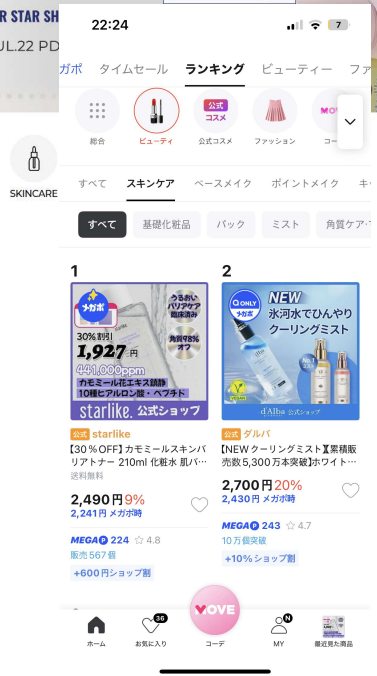 R STAR SH
UL.22 PD
SKINCARE
22:24
7
ガポ タイムセール ランキング ビューティー ファ
公式
コスメ
MOV
総合 ビューティ 公式コスメ ファッション コー
すべて スキンケア ベースメイク ポイントメイク キ
すべて 基礎化粧品 パック ミスト 角質ケア・
1
メガポ
うるおい
バリアケア
臨床済み
30%割引
1,927円
角質98%
オフ
441,000ppm
カモミール花エキス鎮静
10種ヒアルロン酸・ペプチド
starlike. 公式ショップ
公式 starlike
【30%OFF】カモミールスキンバ
リアトナー 210ml 化粧水 肌バ…
送料無料
2,490円9%
2,241円 メガポ時
MEGAP 224 ☆4.8
販売567個
+600円ショップ割
2
Q ONLY
メガポ
NEW
氷河水でひんやり
クーリングミスト
VEGAN
d'Alba 公式ショップ
公式 ダルバ
【NEWクーリングミスト】【累積販
売数5,300万本突破】ホワイト…
2,700円20%
2,430円 メガポ時
MEGAP 243 ☆4.7
10万個突破
+10%ショップ割
MOVE
36
N
ホーム お気に入り コーデ MY 最近見た商品